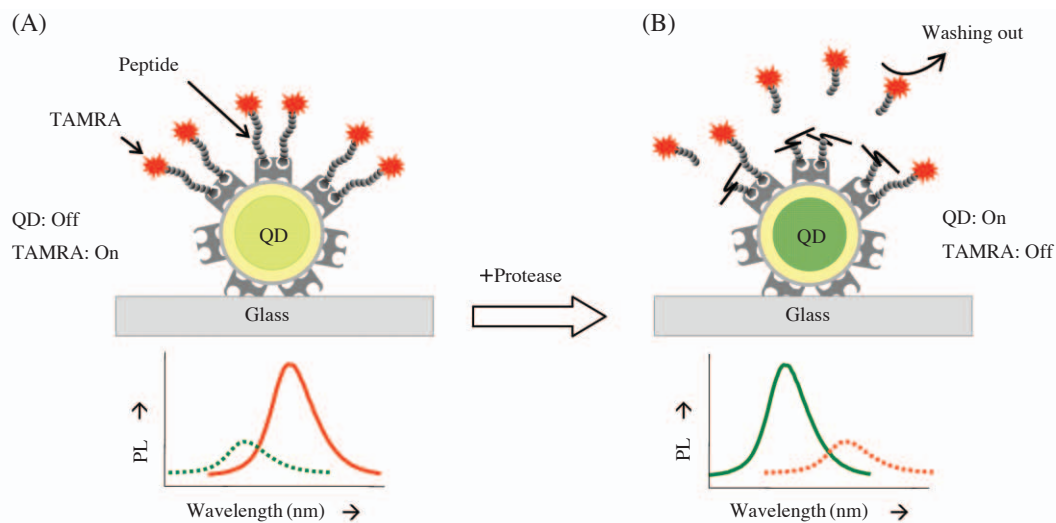 (A)
Peptide
TAMRA
QD: Off
TAMRA: On
QD
Glass
PL
Wavelength (nm)
+Protease
(B)
Washing out
QD
QD: On
TAMRA: Off
Glass
PL
Wavelength (nm)